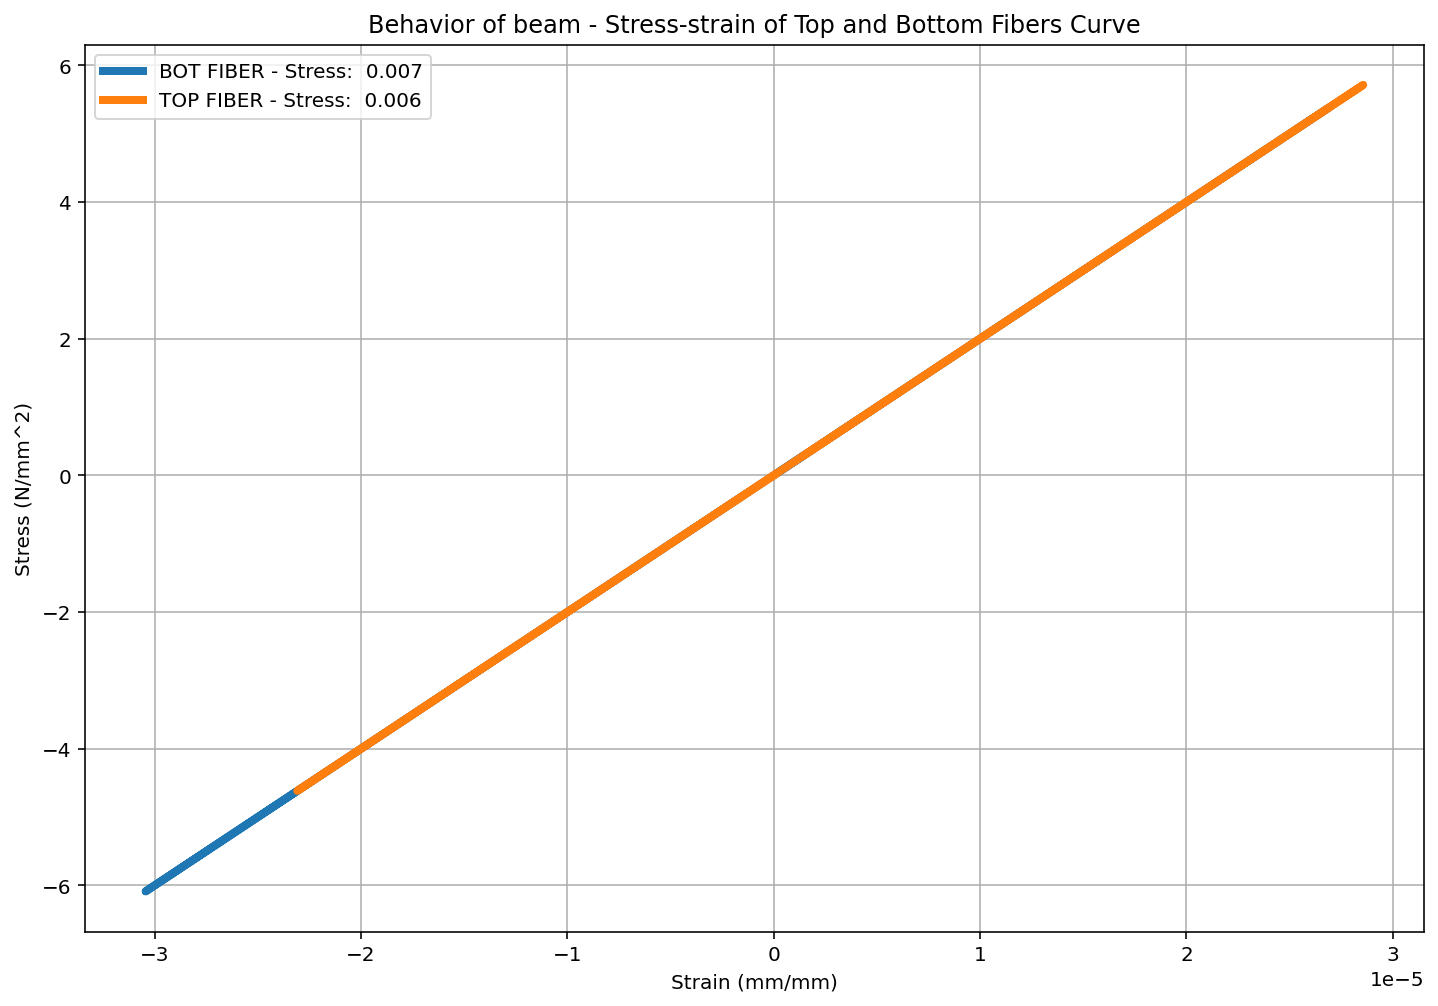 Behavior of beam - Stress-strain of Top and Bottom Fibers Curve
BOT FIBER - Stress:  0.007
TOP FIBER - Stress:  0.006
6
4
2
0
−2
−4
−6
Stress (N/mm^2)
−3
−2
−1
0
1
2
3
1e−5
Strain (mm/mm)